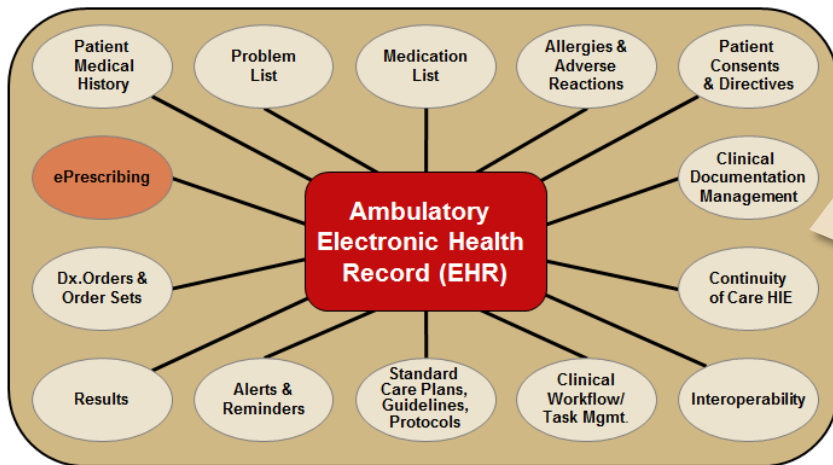 Patient
Medical
History
Problem
List
Medication
List
Allergies &
Adverse
Reactions
Patient
Consents
& Directives
ePrescribing
Clinical
Documentation
Management
Ambulatory
Electronic Health
Record (EHR)
Dx.Orders &
Order Sets
Continuity
of Care HIE
Results
Alerts &
Reminders
Standard
Care Plans,
Guidelines,
Protocols
Clinical
Workflow/
Task Mgmt.
Interoperability